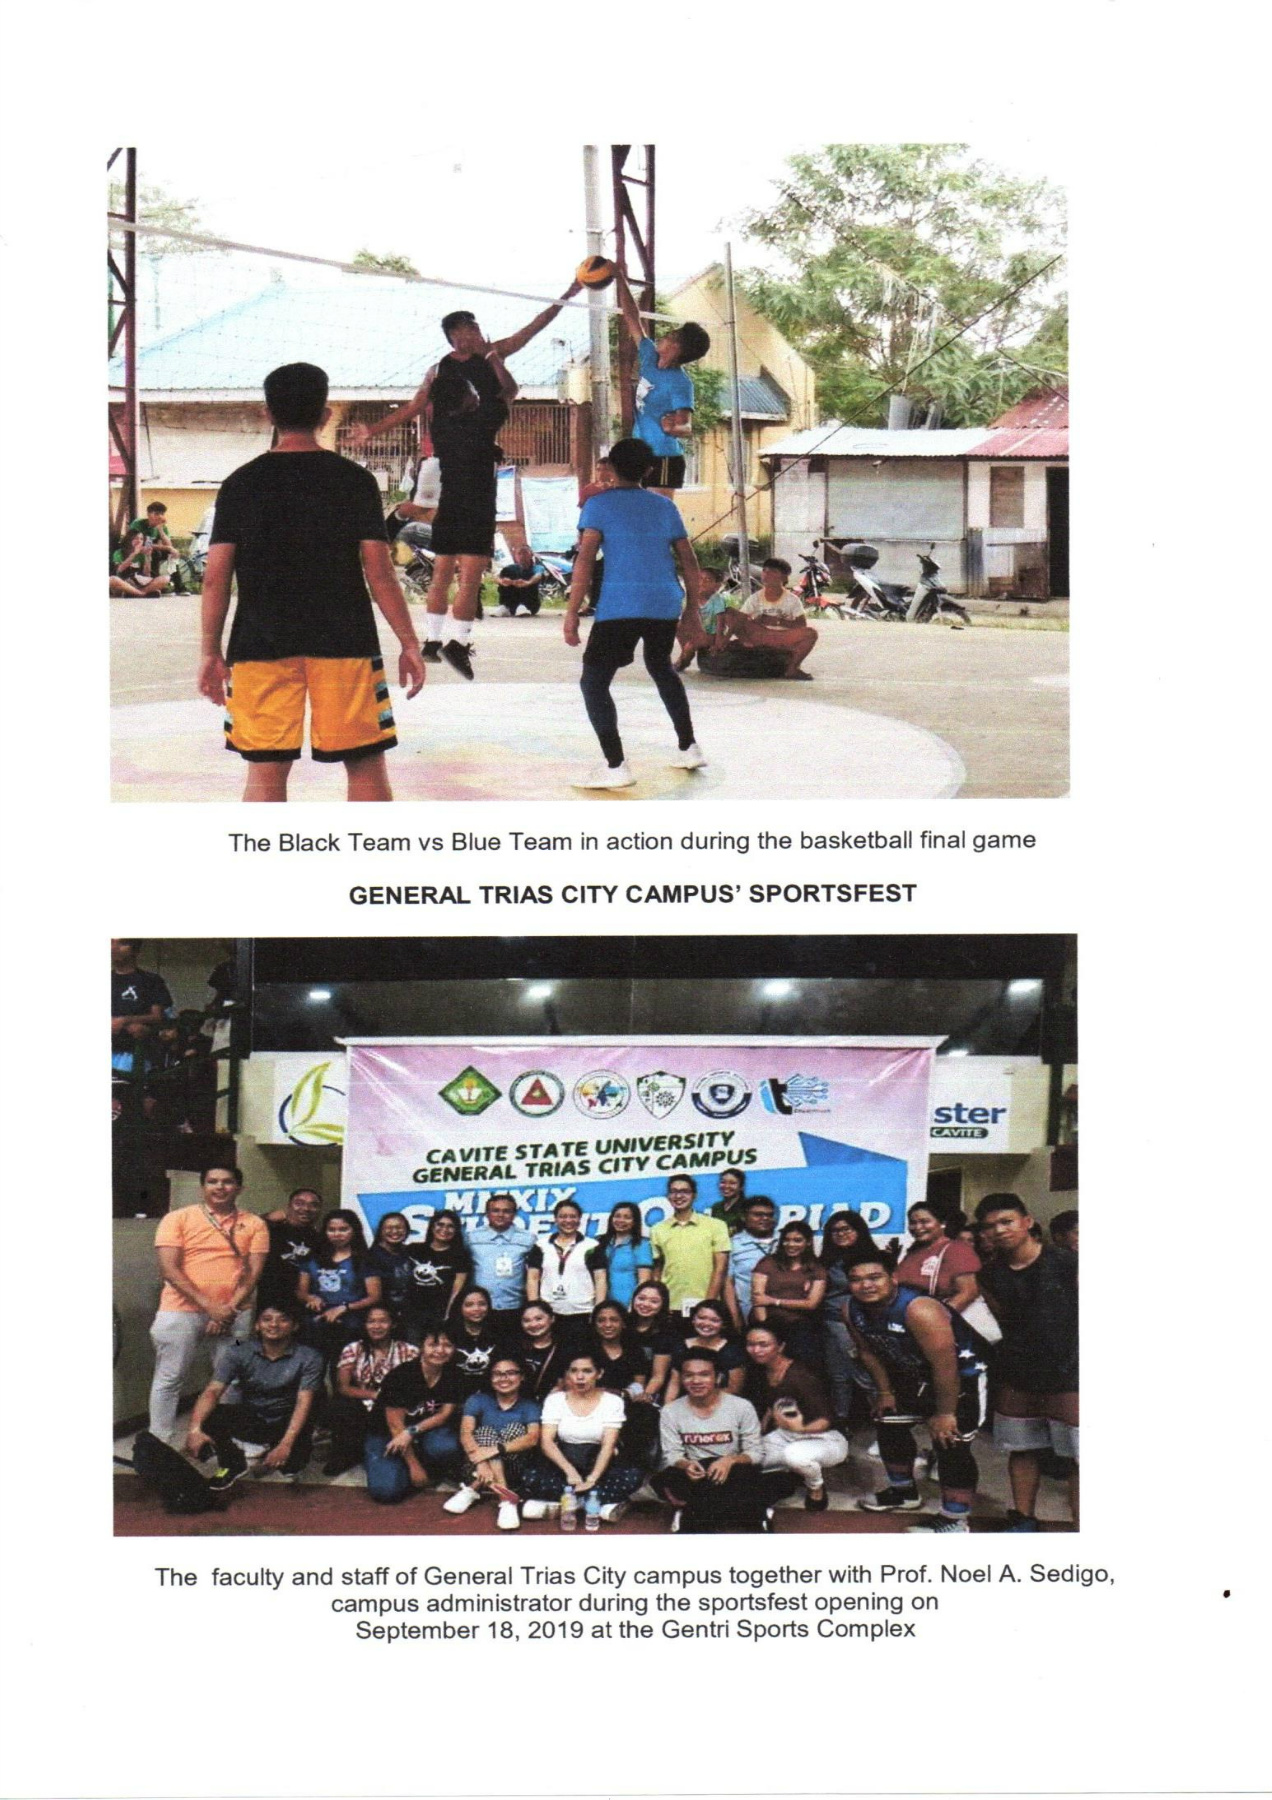 The Black Team vs Blue Team in action during the basketball final game
GENERAL TRIAS CITY CAMPUS' SPORTSFEST
ster
CAVITE
CAVITE STATE UNIVERSITY
GENERAL TRIAS CITY CAMPUS
MMXIX
The faculty and staff of General Trias City campus together with Prof. Noel A. Sedigo,
campus administrator during the sportsfest opening on
September 18, 2019 at the Gentri Sports Complex